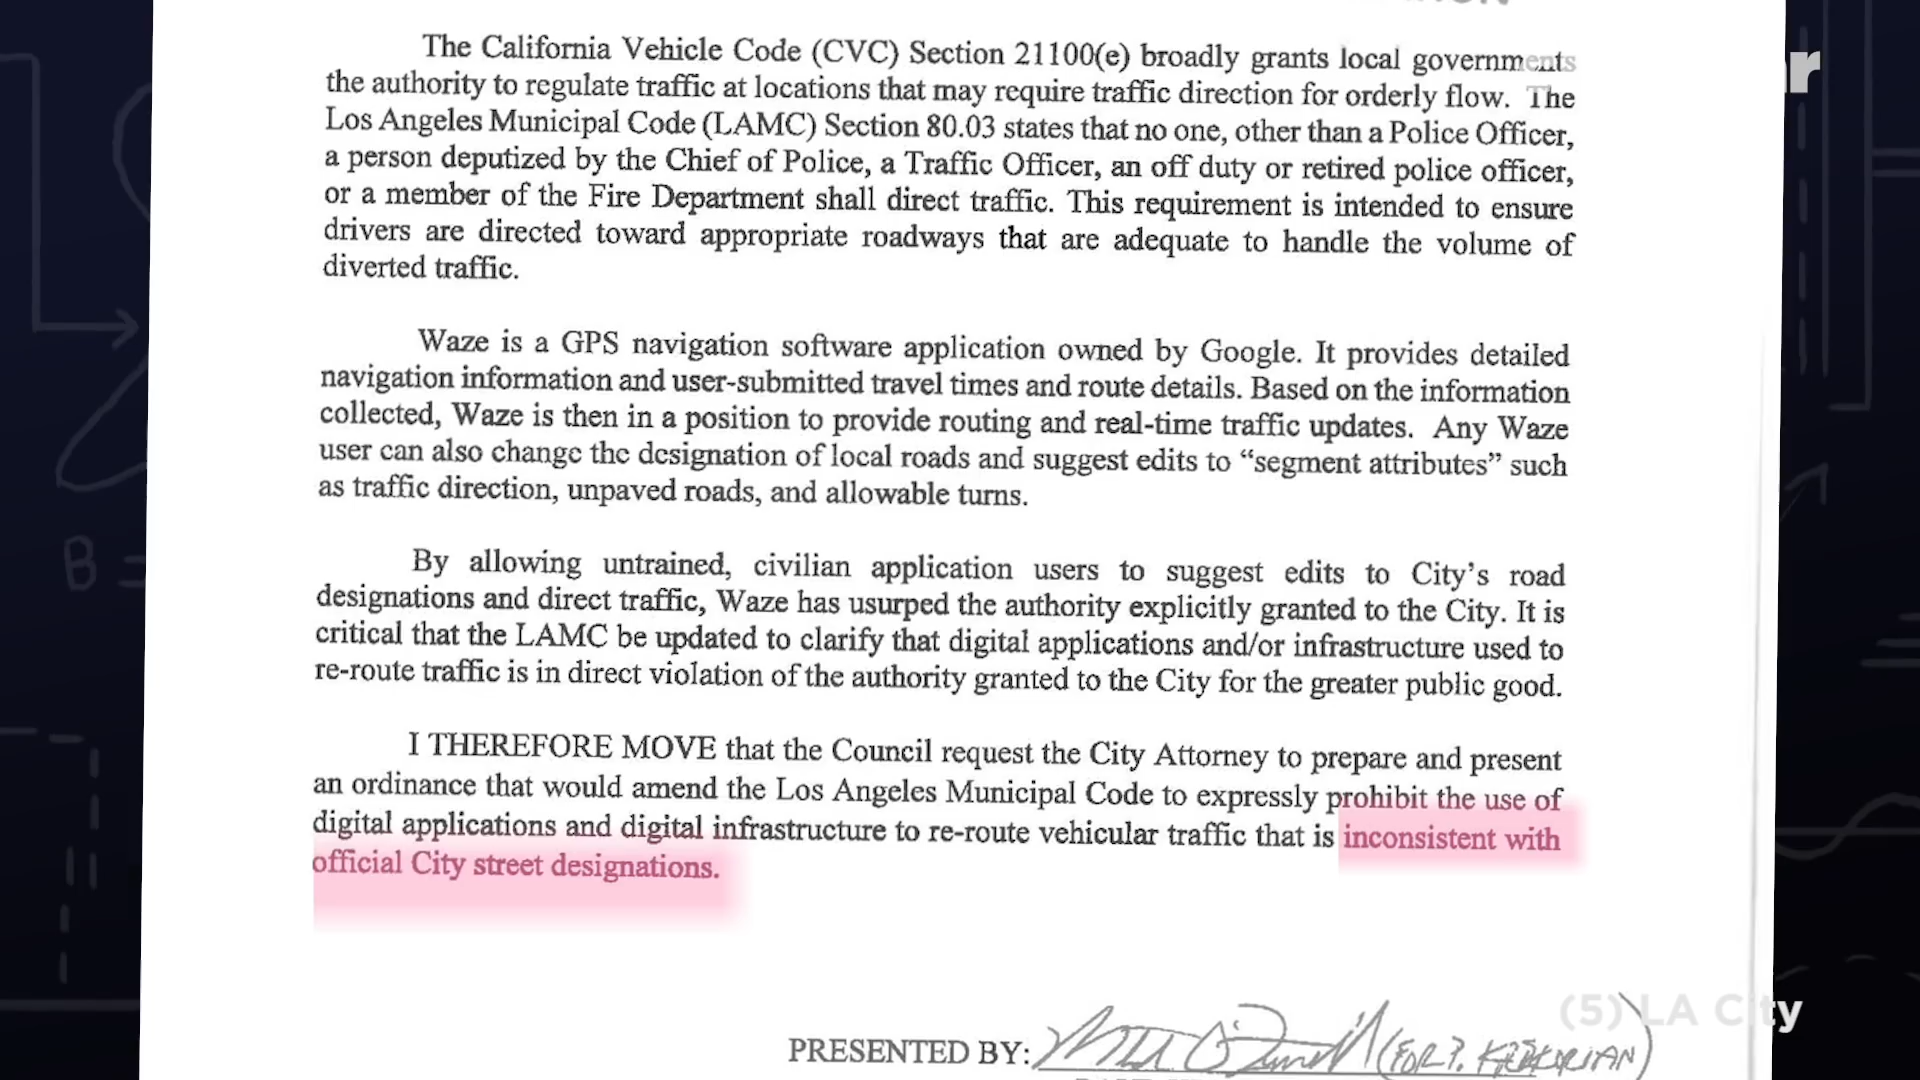 The California Vehicle Code (CVC) Section 21100(e) broadly grants local governments
the authority to regulate traffic at locations that may require traffic direction for orderly flow. The
Los Angeles Municipal Code (LAMC) Section 80.03 states that no one, other than a Police Officer,
a person deputized by the Chief of Police, a Traffic Officer, an off duty or retired police officer,
or a member of the Fire Department shall direct traffic. This requirement is intended to ensure
drivers are directed toward appropriate roadways that are adequate to handle the volume of
diverted traffic.
Waze is a GPS navigation software application owned by Google. It provides detailed
navigation information and user-submitted travel times and route details. Based on the information
collected, Waze is then in a position to provide routing and real-time traffic updates. Any Waze
user can also change the designation of local roads and suggest edits to “segment attributes” such
as traffic direction, unpaved roads, and allowable turns.
By allowing untrained, civilian application users to suggest edits to City’s road
designations and direct traffic, Waze has usurped the authority explicitly granted to the City. It is
critical that the LAMC be updated to clarify that digital applications and/or infrastructure used to
re-route traffic is in direct violation of the authority granted to the City for the greater public good.
I THEREFORE MOVE that the Council request the City Attorney to prepare and present
an ordinance that would amend the Los Angeles Municipal Code to expressly prohibit the use of
digital applications and digital infrastructure to re-route vehicular traffic that is inconsistent with
official City street designations.
PRESENTED BY: (FOR P. KREKORIAN)
(5) LA City
B =